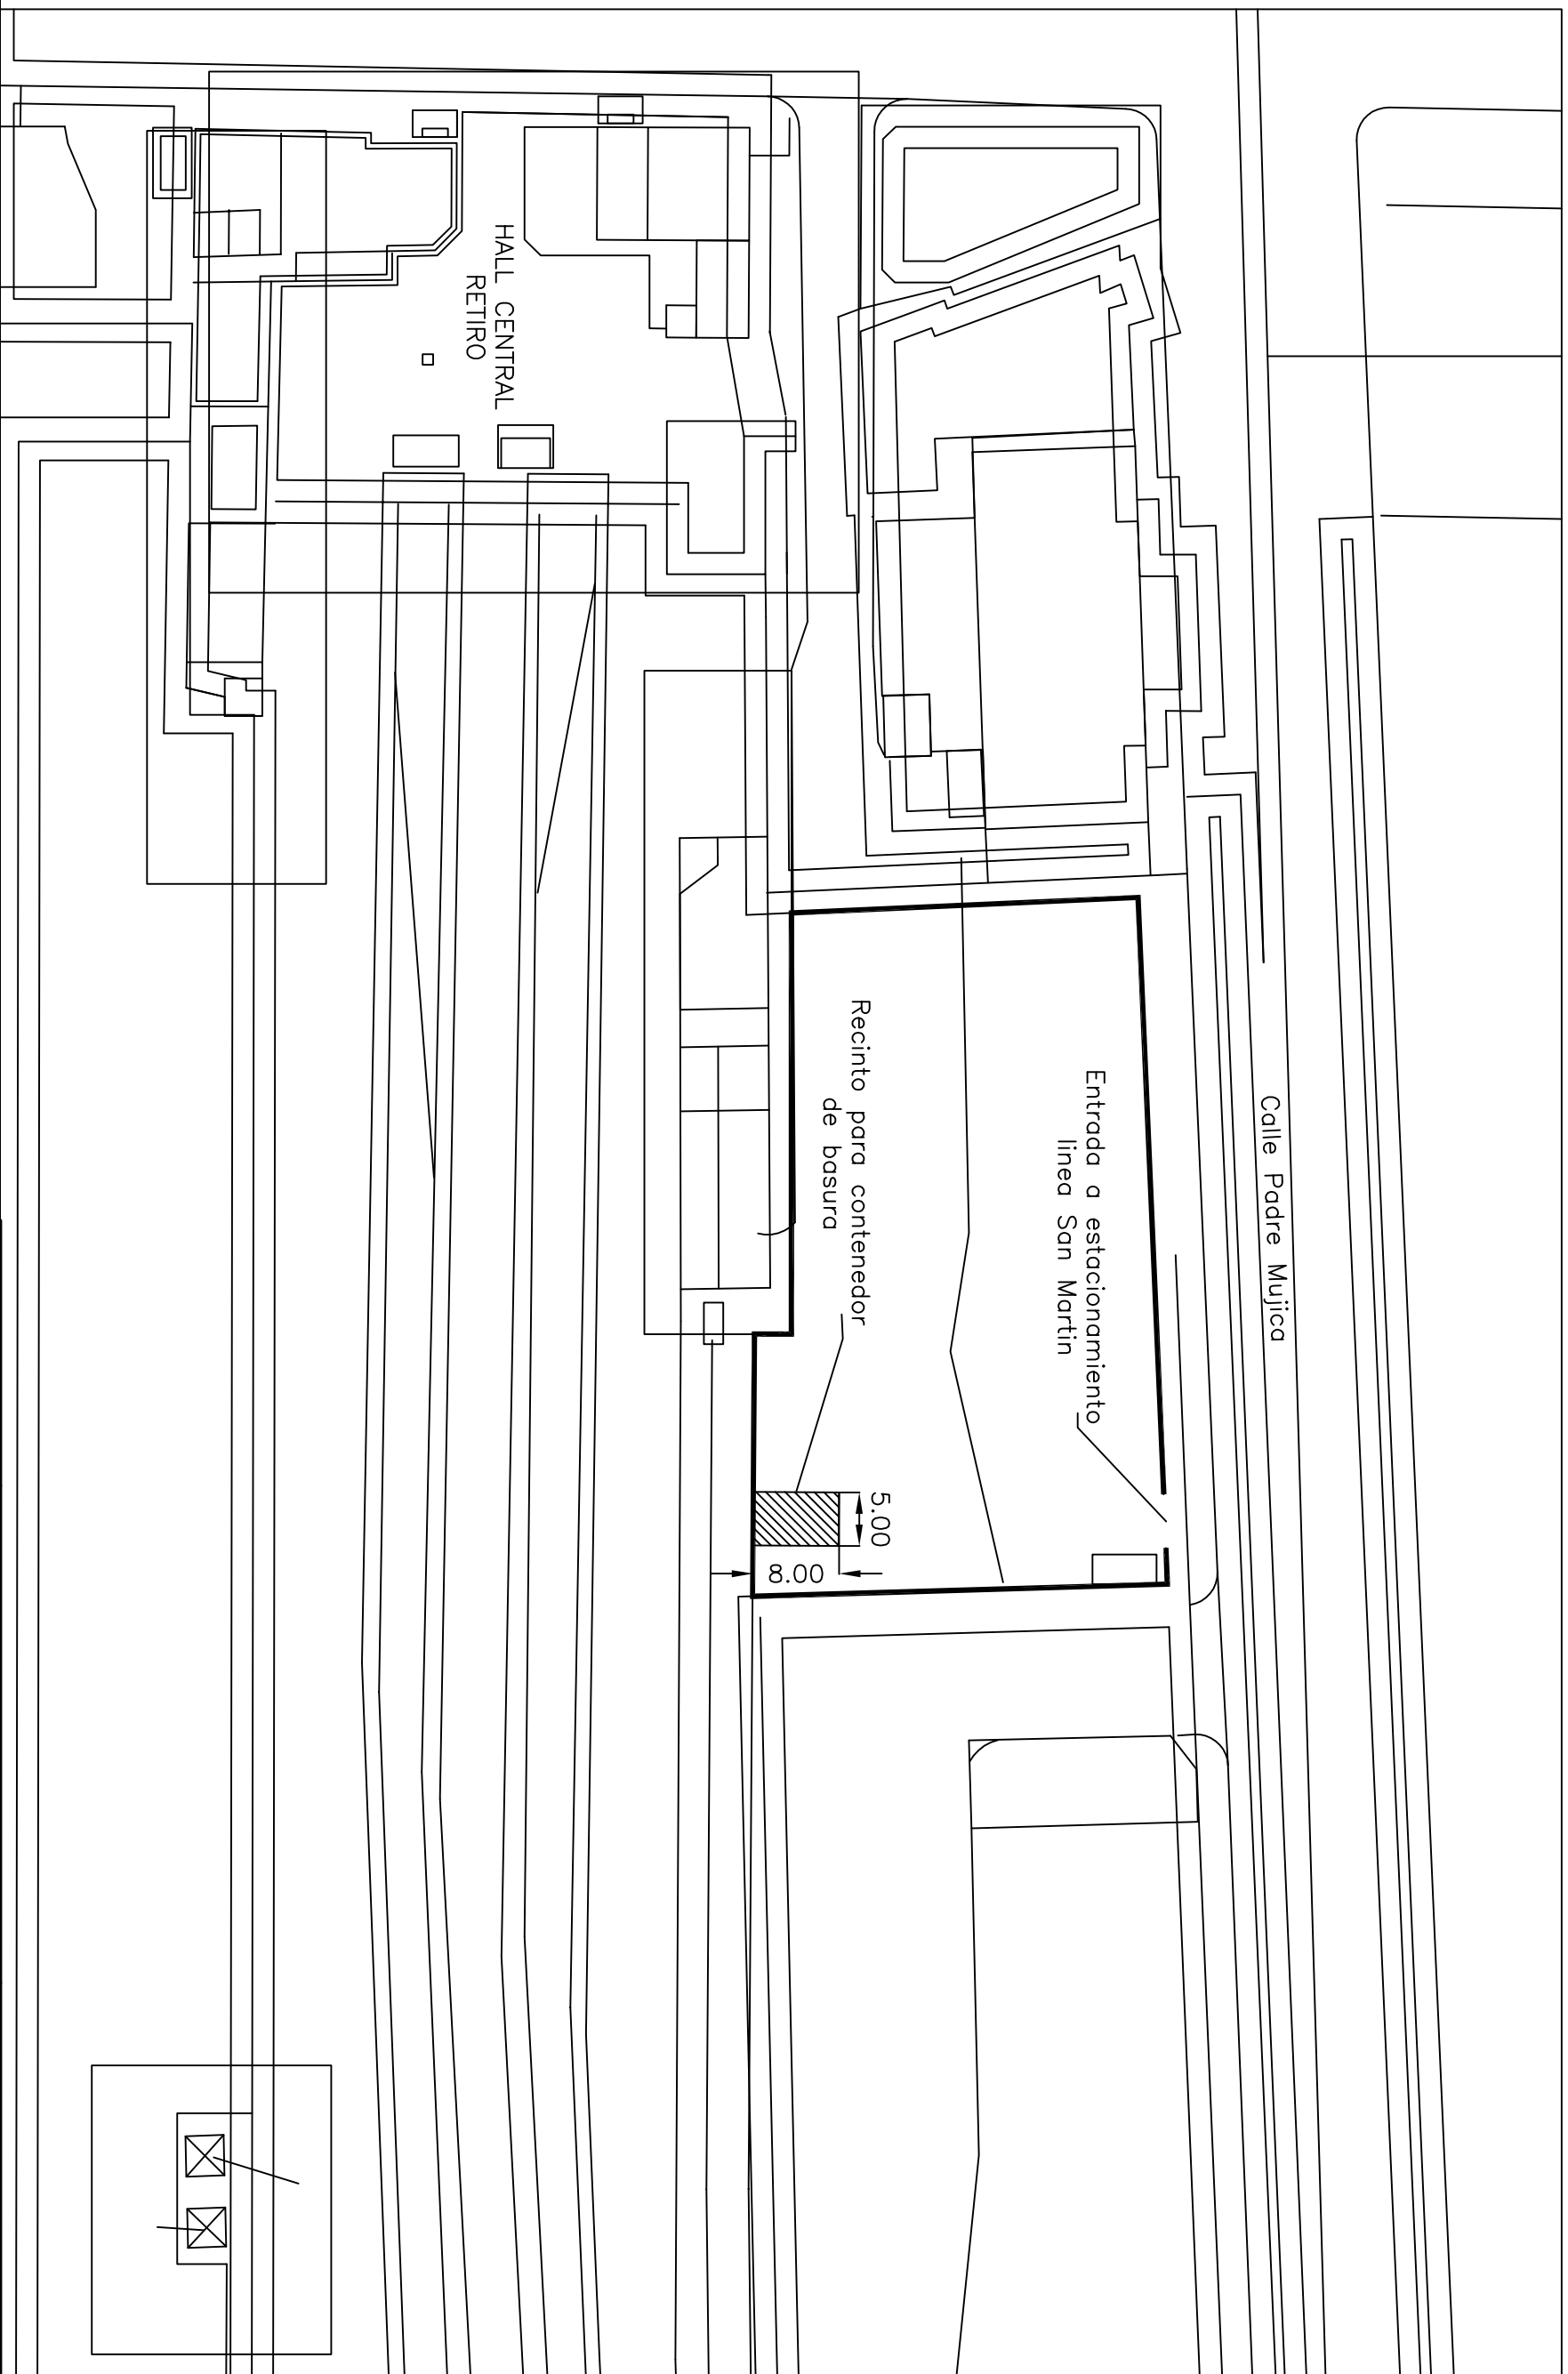 Calle Padre Mujica
Entrada a estacionamiento
linea San Martin
Recinto para contenedor
de basura
5.00
8.00
HALL CENTRAL
RETIRO